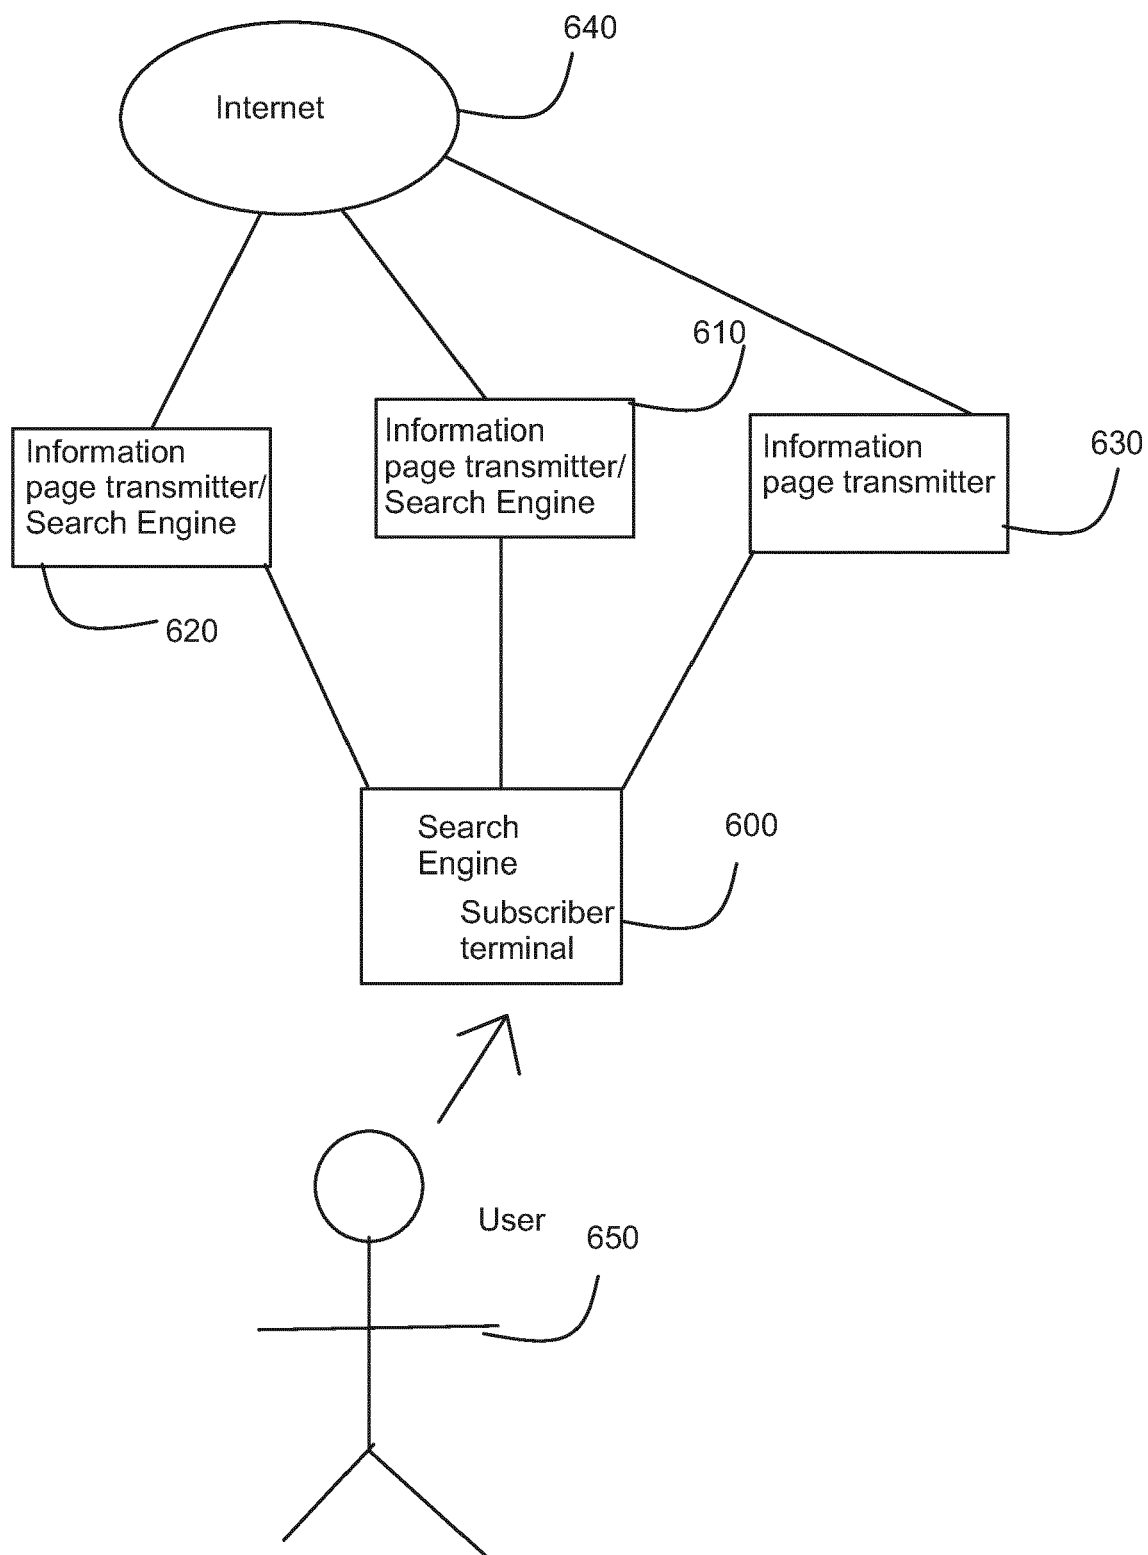 640
Internet
610
Information
page transmitter/
Search Engine
620
Information
page transmitter/
Search Engine
Information
page transmitter
630
Search
Engine
Subscriber
terminal
600
User
650